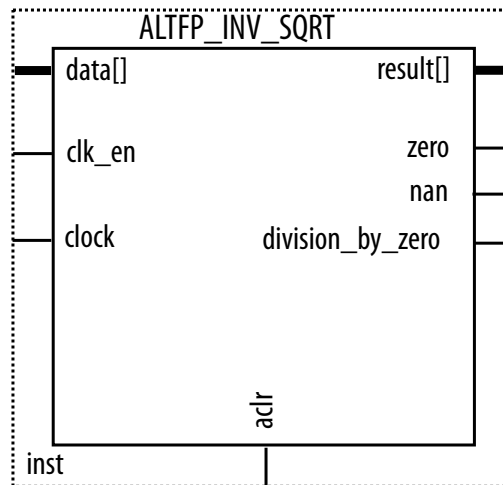 ALTFP_INV_SQRT
data[] result[]
clk_en zero
nan
clock division_by_zero
aclr
inst